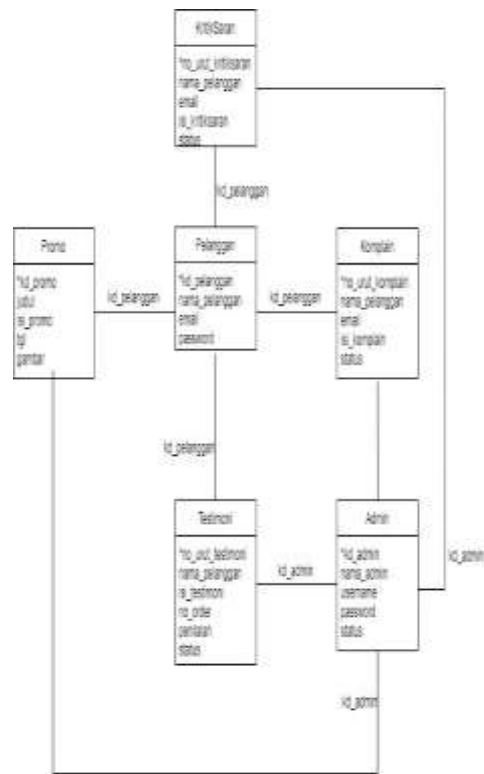 KritikSaran
*no_urut_kritiksaran
nama_pelanggan
email
isi_kritiksaran
status
kd_pelanggan
Promo
*kd_promo
judul
isi_promo
tgl
gambar
kd_pelanggan
Pelanggan
*kd_pelanggan
nama_pelanggan
email
password
kd_pelanggan
Komplain
*no_urut_komplain
nama_pelanggan
email
isi_komplain
status
kd_pelanggan
Testimoni
*no_urut_testimoni
nama_pelanggan
isi_testimoni
no_order
penilaian
status
kd_admin
Admin
*kd_admin
nama_admin
username
password
status
kd_admin
kd_admin